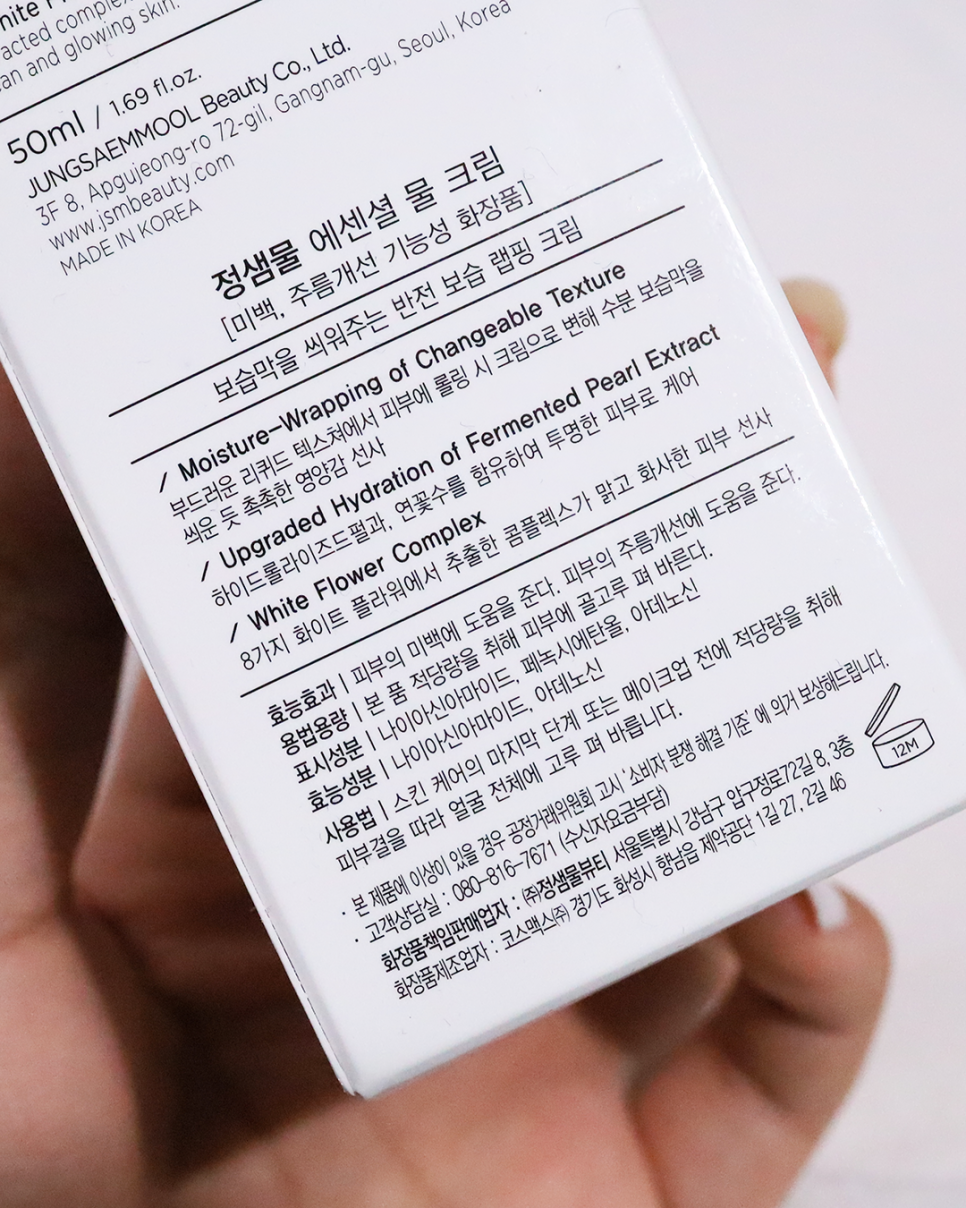 acted complex
an and glowing skin.
50ml / 1.69 fl.oz.
JUNGSAEMMOOL Beauty Co., Ltd.
3F 8, Apgujeong-ro 72-gil, Gangnam-gu, Seoul, Korea
www.jsmbeauty.com
MADE IN KOREA
정샘물 에센셜 물 크림
[미백, 주름개선 기능성 화장품]
보습막을 씌워주는 반전 보습 랩핑 크림
/ Moisture-Wrapping of Changeable Texture
부드러운 리퀴드 텍스쳐에서 피부에 롤링 시 크림으로 변해 수분 보습막을
씌운 듯 촉촉한 영양감 선사
/ Upgraded Hydration of Fermented Pearl Extract
하이드롤라이즈드펄과, 연꽃수를 함유하여 투명한 피부로 케어
/ White Flower Complex
8가지 화이트 플라워에서 추출한 콤플렉스가 맑고 화사한 피부 선사
효능효과 | 피부의 미백에 도움을 준다. 피부의 주름개선에 도움을 준다.
용법용량 | 본 품 적당량을 취해 피부에 골고루 펴 바른다.
표시성분 | 나이아신아마이드, 페녹시에탄올, 아데노신
효능성분 | 나이아신아마이드, 아데노신
사용법 | 스킨 케어의 마지막 단계 또는 메이크업 전에 적당량을 취해
피부결을 따라 얼굴 전체에 고루 펴 바릅니다.
· 본 제품에 이상이 있을 경우 공정거래위원회 고시 '소비자 분쟁 해결 기준' 에 의거 보상해드립니다.
· 고객상담실 : 080-816-7671 (수신자요금부담)
화장품책임판매업자 : ㈜정샘물뷰티 서울특별시 강남구 압구정로72길 8, 3층
화장품제조업자 : 코스맥스㈜ 경기도 화성시 향남읍 제약공단 1길 27, 2길 46
12M